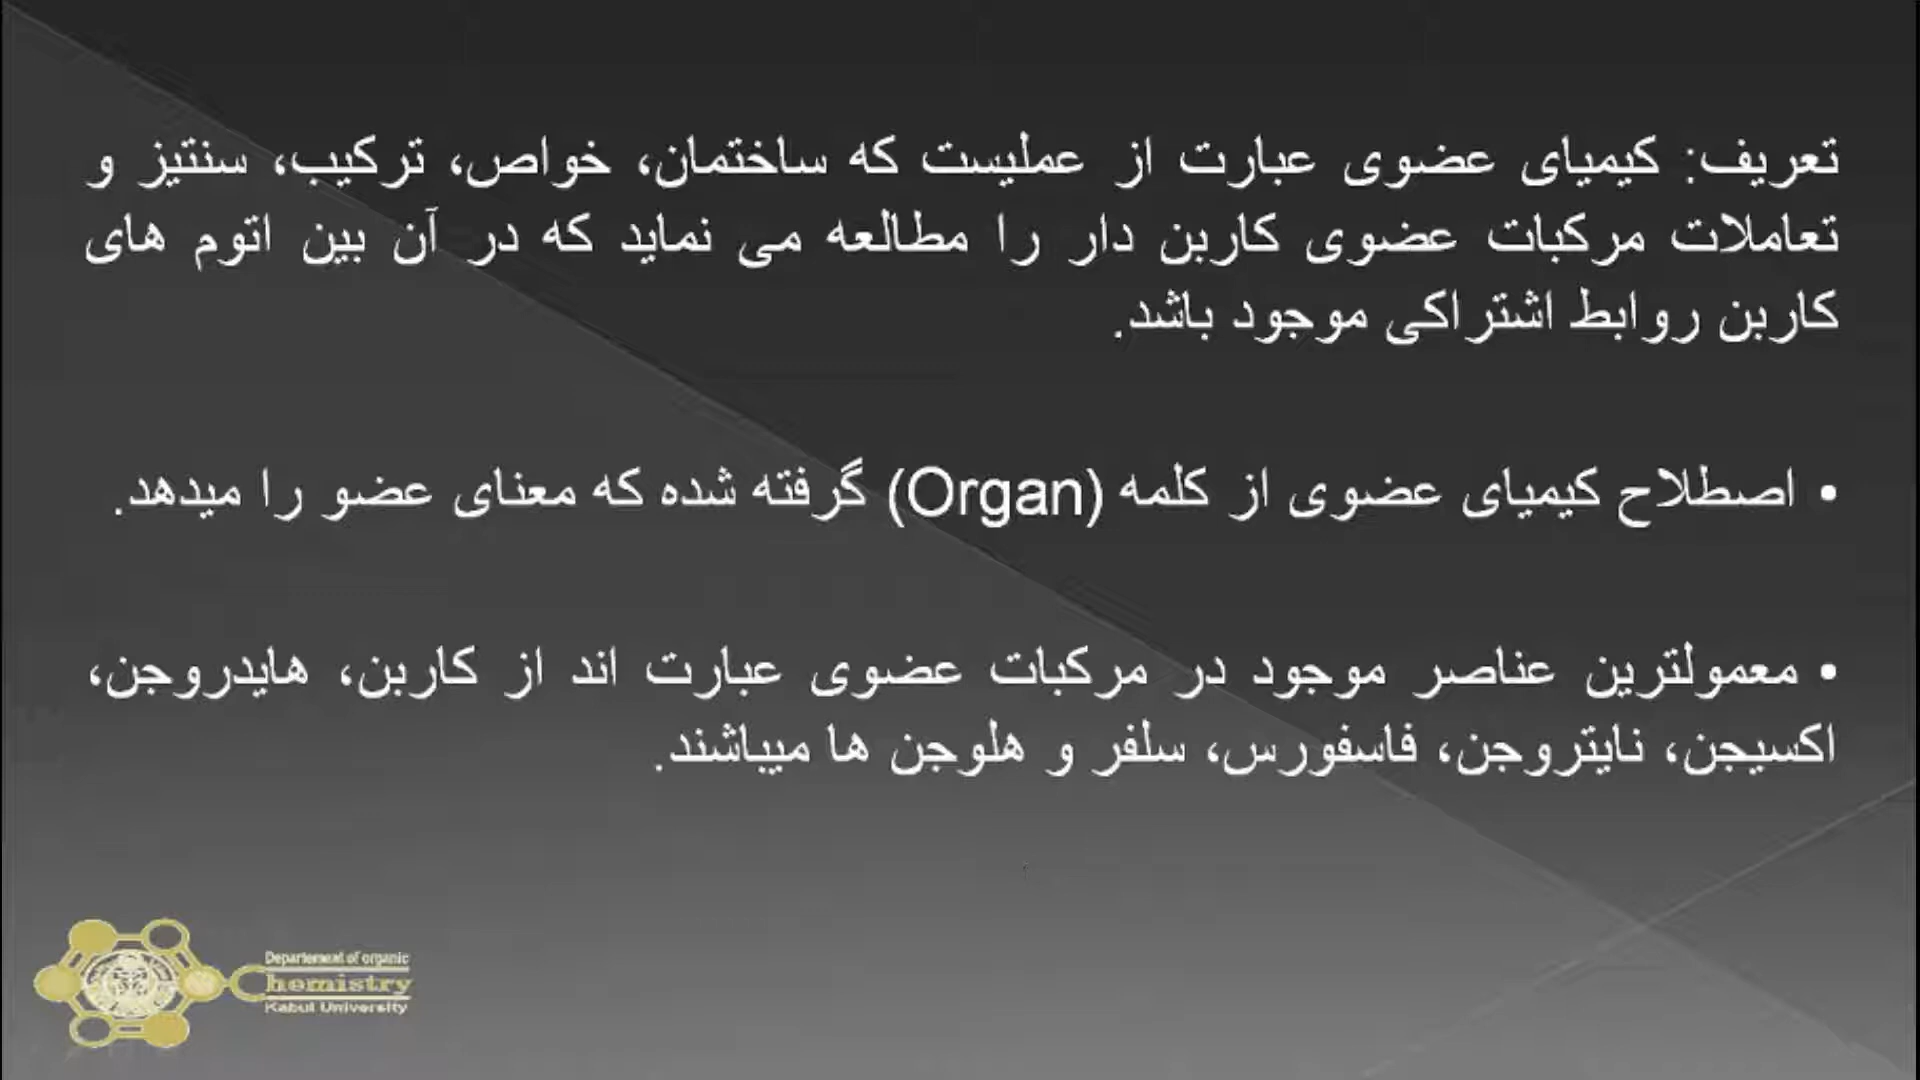 تعریف: کیمیای عضوی عبارت از عملیست که ساختمان، خواص، ترکیب، سنتیز و
تعاملات مرکبات عضوی کاربن دار را مطالعه می نماید که در آن بین اتوم های
کاربن روابط اشتراکی موجود باشد.
• اصطلاح کیمیای عضوی از کلمه (Organ) گرفته شده که معنای عضو را میدهد.
• معمولترین عناصر موجود در مرکبات عضوی عبارت اند از کاربن، هایدروجن،
اکسیجن، نایتروجن، فاسفورس، سلفر و هلوجن ها میباشند.
Departement of organic
Chemistry
Kabul University